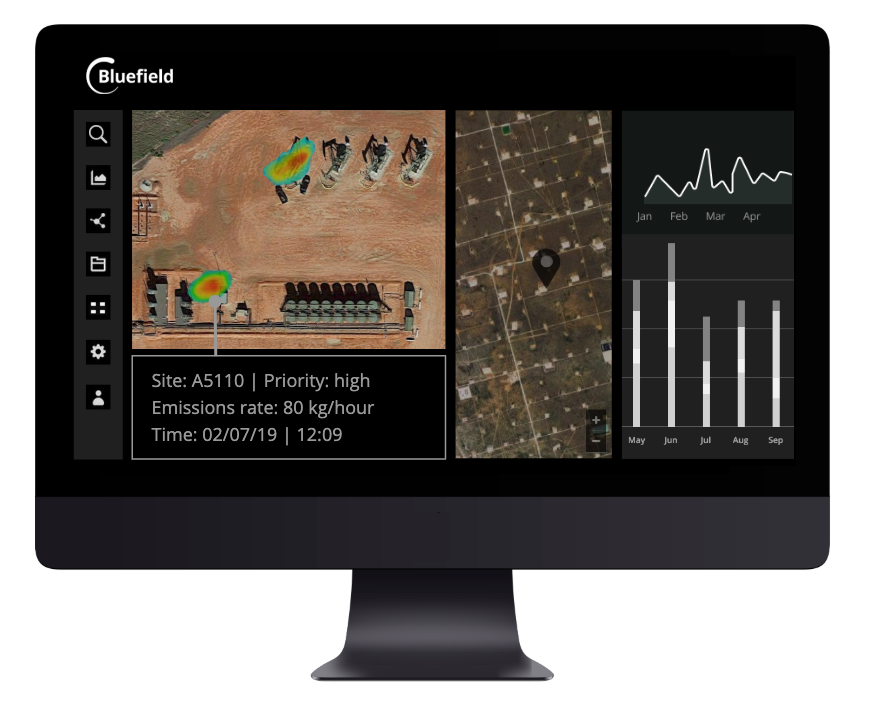 Bluefield
Site: A5110 | Priority: high
Emissions rate: 80 kg/hour
Time: 02/07/19 | 12:09
+
−
Jan Feb Mar Apr
May Jun Jul Aug Sep